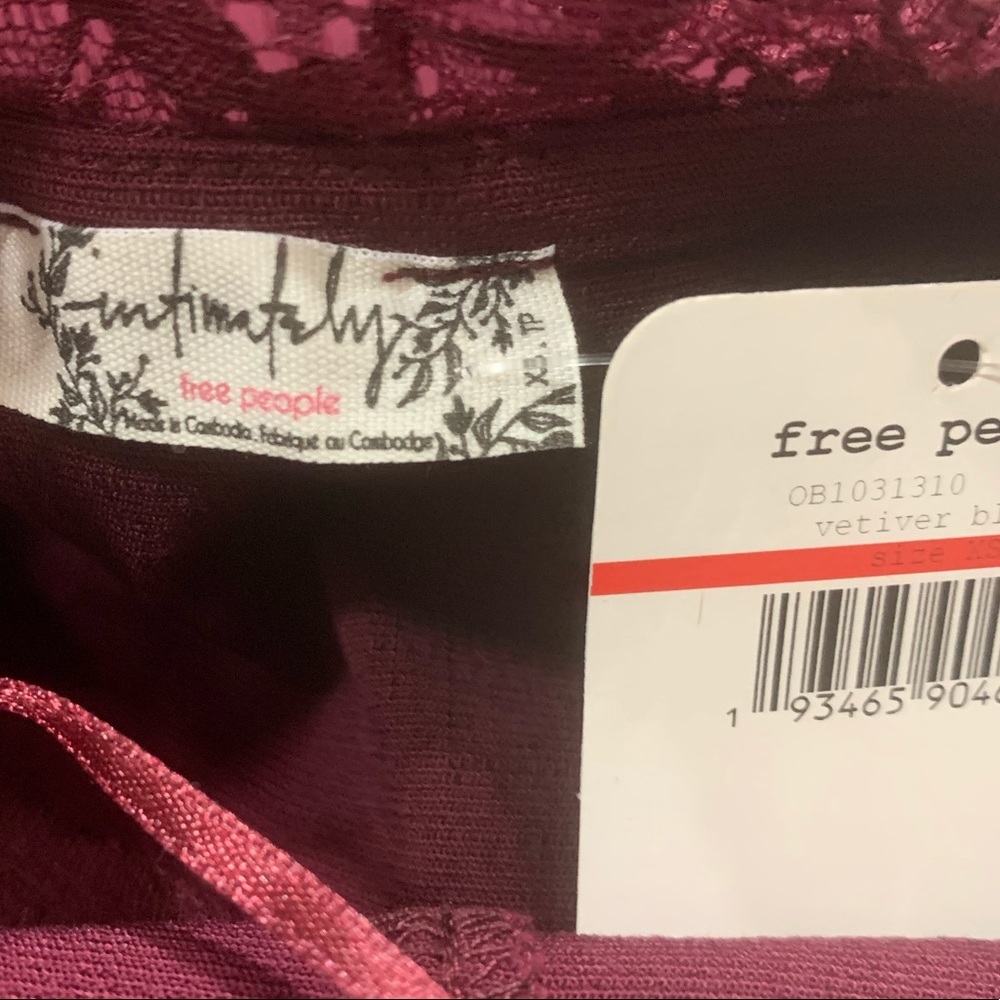 intimately
free people
Made in Cambodia. Fabriqué au Cambodge
XS.TP
free pe
OB1031310
vetiver bl
size XS
1 93465 904